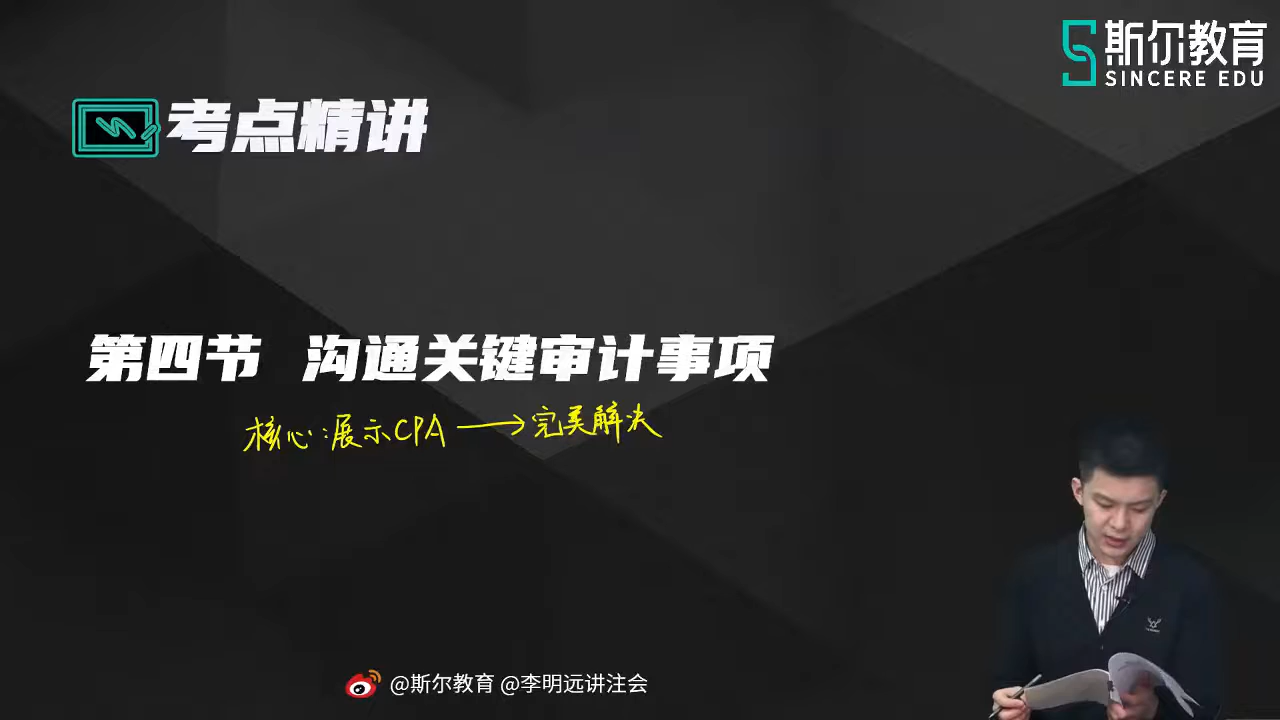 斯尔教育
SINCERE EDU
考点精讲
第四节 沟通关键审计事项
核心:展示CPA→完美解决
@斯尔教育 @李明远讲注会